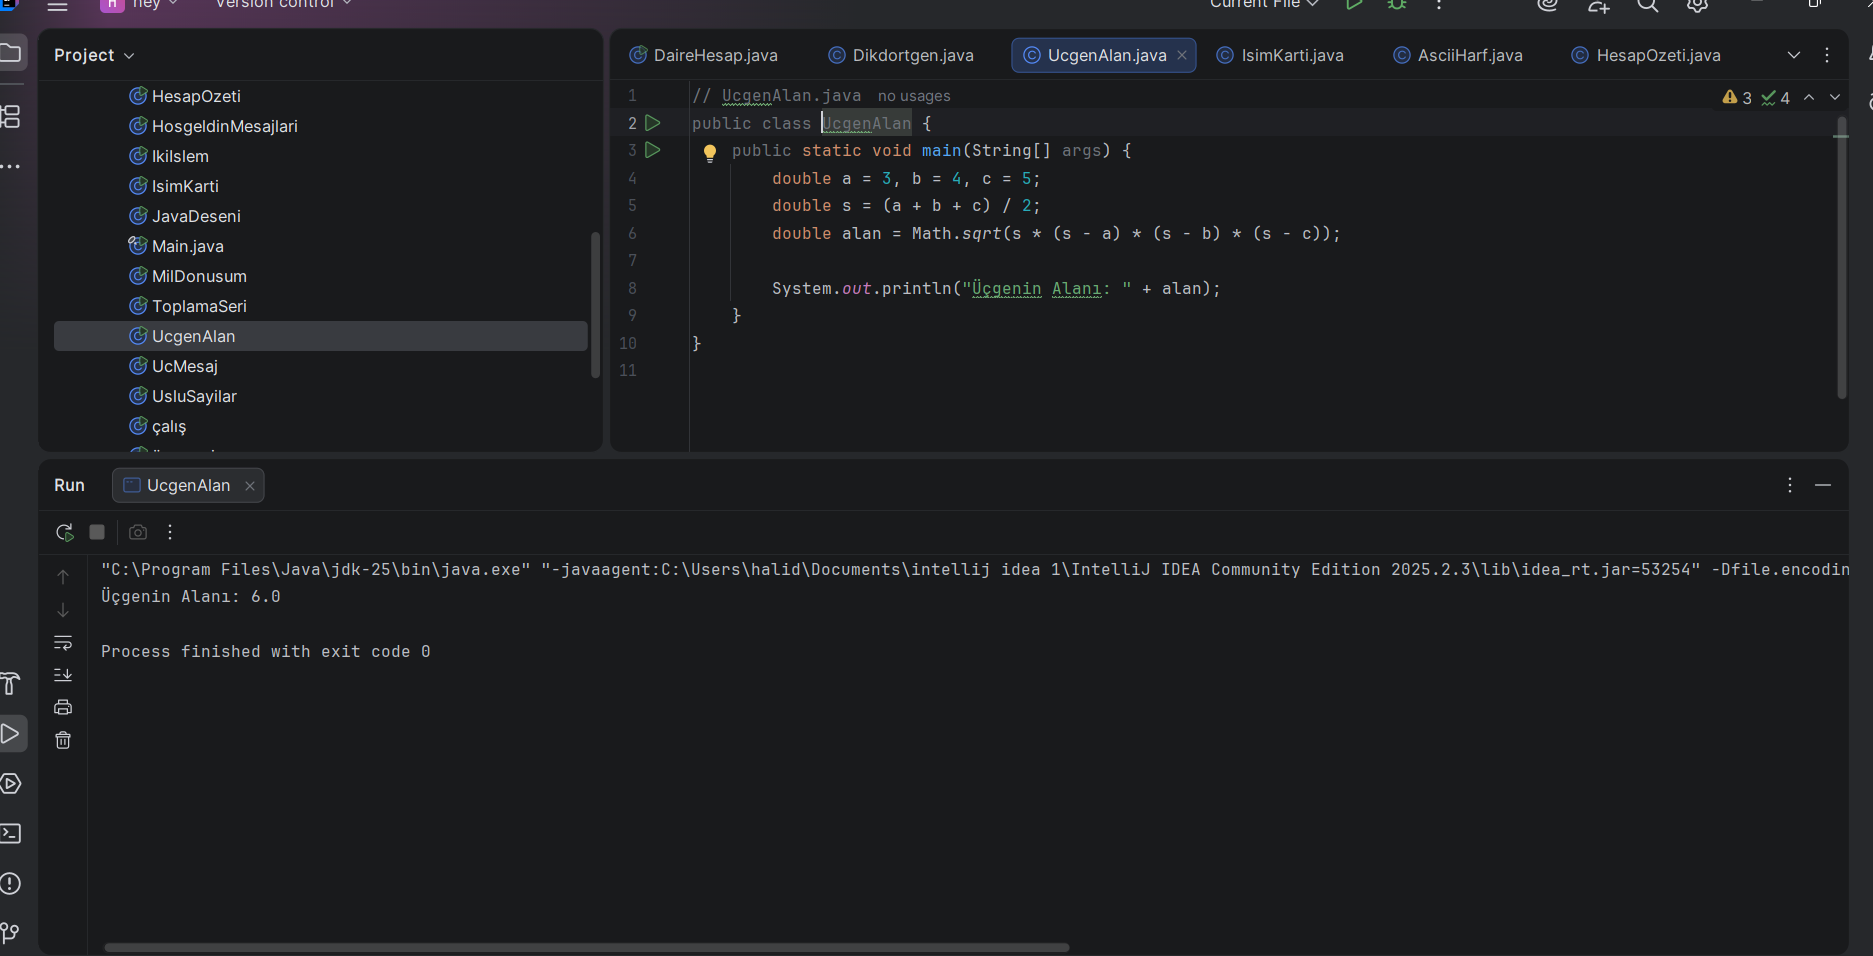 H hey Version control Current File
Project
HesapOzeti
HosgeldinMesajlari
IkiIslem
IsimKarti
JavaDeseni
Main.java
MilDonusum
ToplamaSeri
UcgenAlan
UcMesaj
UsluSayilar
çalış
DaireHesap.java Dikdortgen.java UcgenAlan.java IsimKarti.java AsciiHarf.java HesapOzeti.java
3 4
1 // UcgenAlan.java no usages
2 public class UcgenAlan {
3 public static void main(String[] args) {
4 double a = 3, b = 4, c = 5;
5 double s = (a + b + c) / 2;
6 double alan = Math.sqrt(s * (s - a) * (s - b) * (s - c));
7
8 System.out.println("Üçgenin Alanı: " + alan);
9 }
10 }
11
Run UcgenAlan
"C:\Program Files\Java\jdk-25\bin\java.exe" "-javaagent:C:\Users\halid\Documents\intellij idea 1\IntelliJ IDEA Community Edition 2025.2.3\lib\idea_rt.jar=53254" -Dfile.encodin
Üçgenin Alanı: 6.0
Process finished with exit code 0